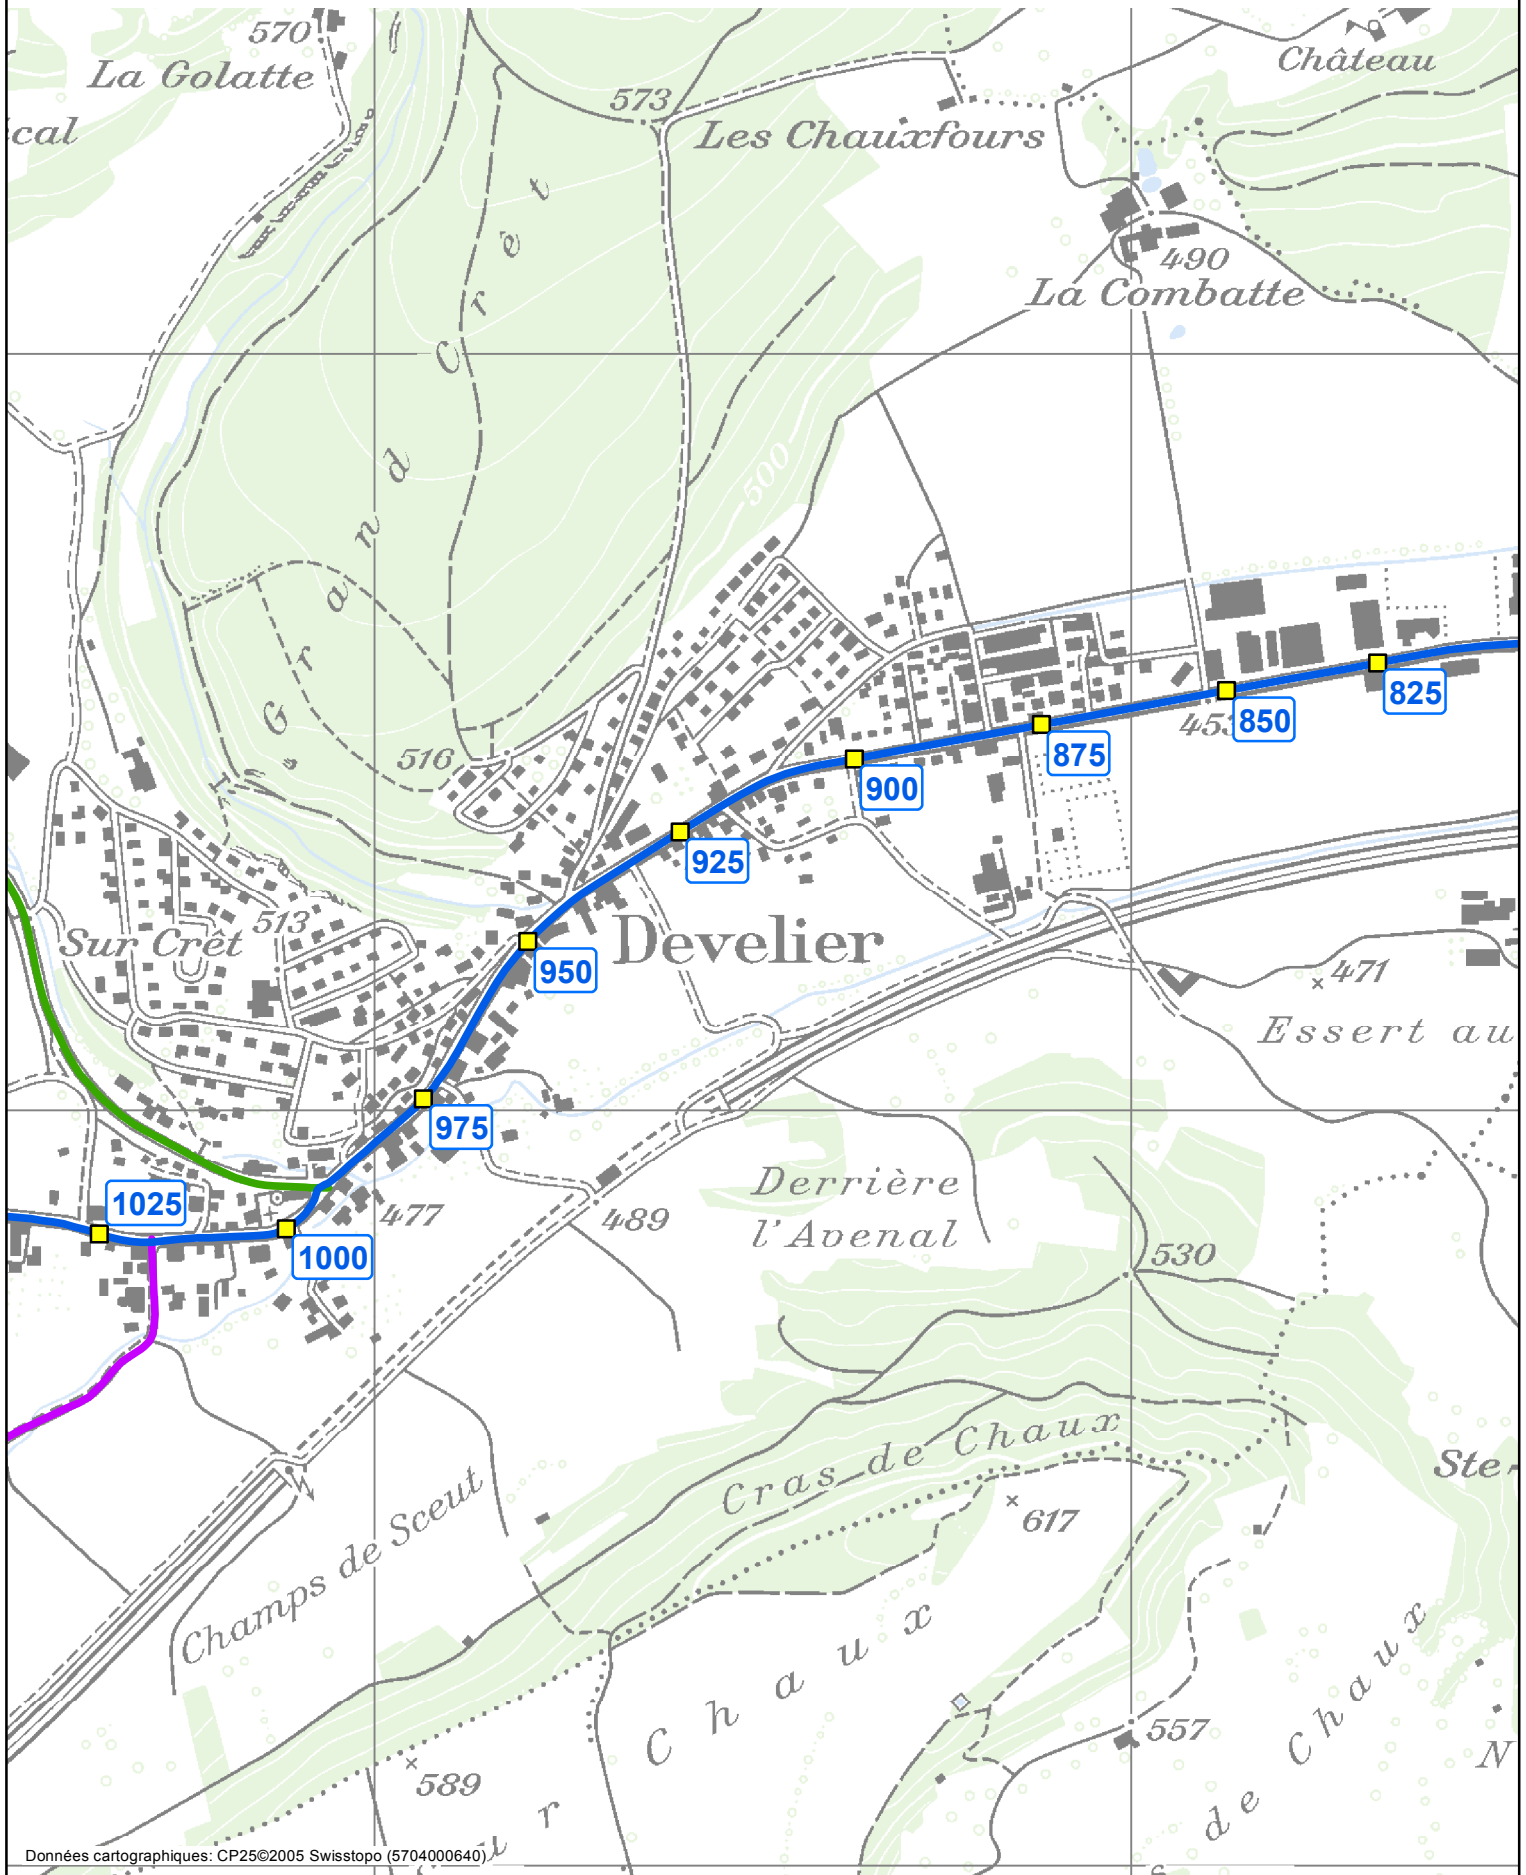 570
La Golatte
Château
573
cal
Les Chauxfours
490
La Combatte
Grand Crêt
500
825
850
453
875
516
900
925
513
Sur Crêt
Develier
950
471
Essert au
975
Derrière
l'Avenal
1025
477
489
1000
530
Cras de Chaux
Ste-
Champs de Sceut
617
Chaux
557
de Chaux
N
589
ur
Données cartographiques: CP25©2005 Swisstopo (5704000640)